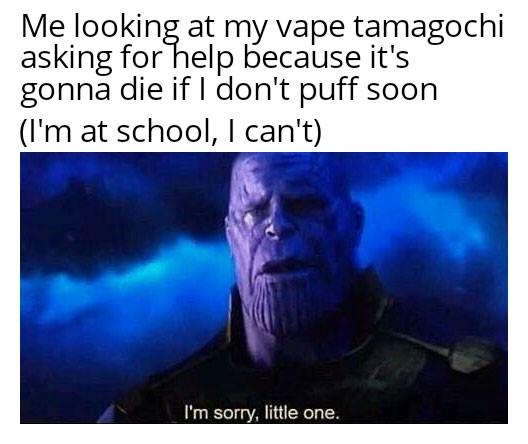 Me looking at my vape tamagochi
asking for help because it's
gonna die if I don't puff soon
(I'm at school, I can't)
I'm sorry, little one.